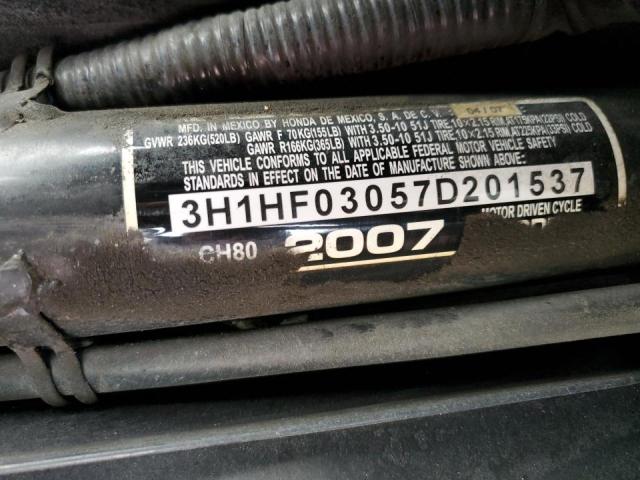 MFD. IN MEXICO BY HONDA DE MEXICO, S. A. DE C. 04 / 07
GVWR 236KG(520LB) GAWR F 70KG(155LB) WITH 3.50-10 51J TIRE, 10×2.15 RIM, AT175KPA(25PSI) COLD
GAWR R166KG(365LB) WITH 3.50-10 51J TIRE 10×2.15 RIM, AT225KPA(33PSI) COLD
THIS VEHICLE CONFORMS TO ALL APPLICABLE FEDERAL MOTOR VEHICLE SAFETY
STANDARDS IN EFFECT ON THE DATE OF MANUFACTURE SHOWN ABOVE.
3H1HF03057D201537
CH80 2007 MOTOR DRIVEN CYCLE